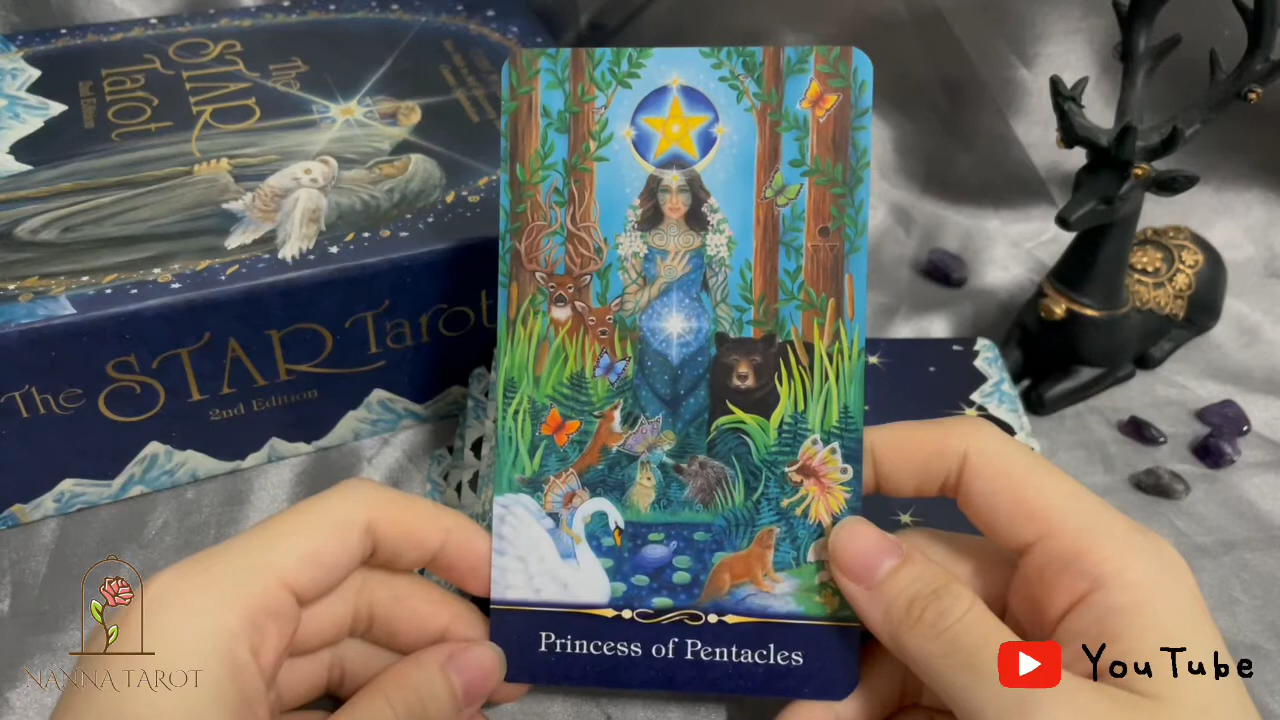 The
STAR
Tarot
2nd Edition
The STAR Tarot
2nd Edition
Princess of Pentacles
NANNA TAROT
YouTube